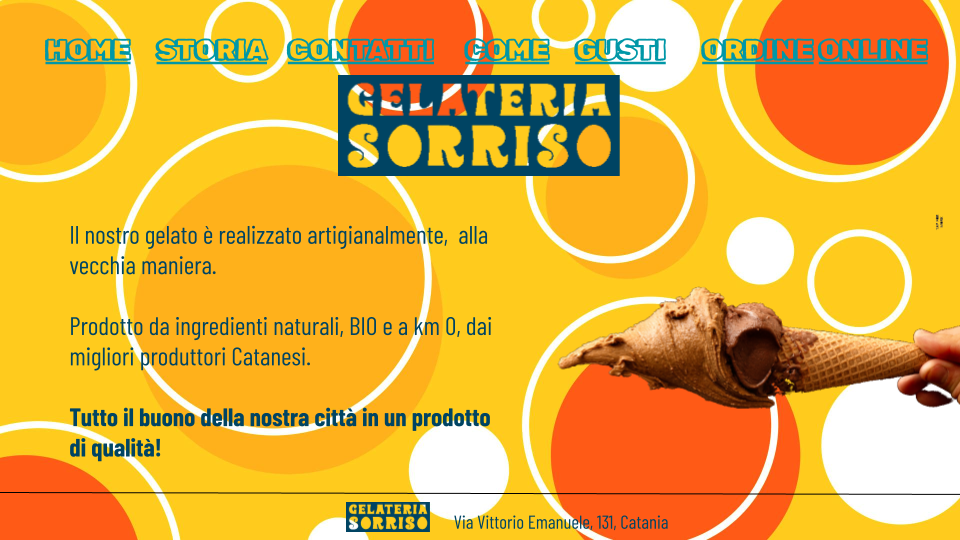 HOME STORIA CONTATTI COME GUSTI ORDINE ONLINE
GELATERIA
SORRISO
Il nostro gelato è realizzato artigianalmente, alla
vecchia maniera.
Prodotto da ingredienti naturali, BIO e a km 0, dai
migliori produttori Catanesi.
Tutto il buono della nostra città in un prodotto
di qualità!
GELATERIA
SORRISO
Via Vittorio Emanuele, 131, Catania